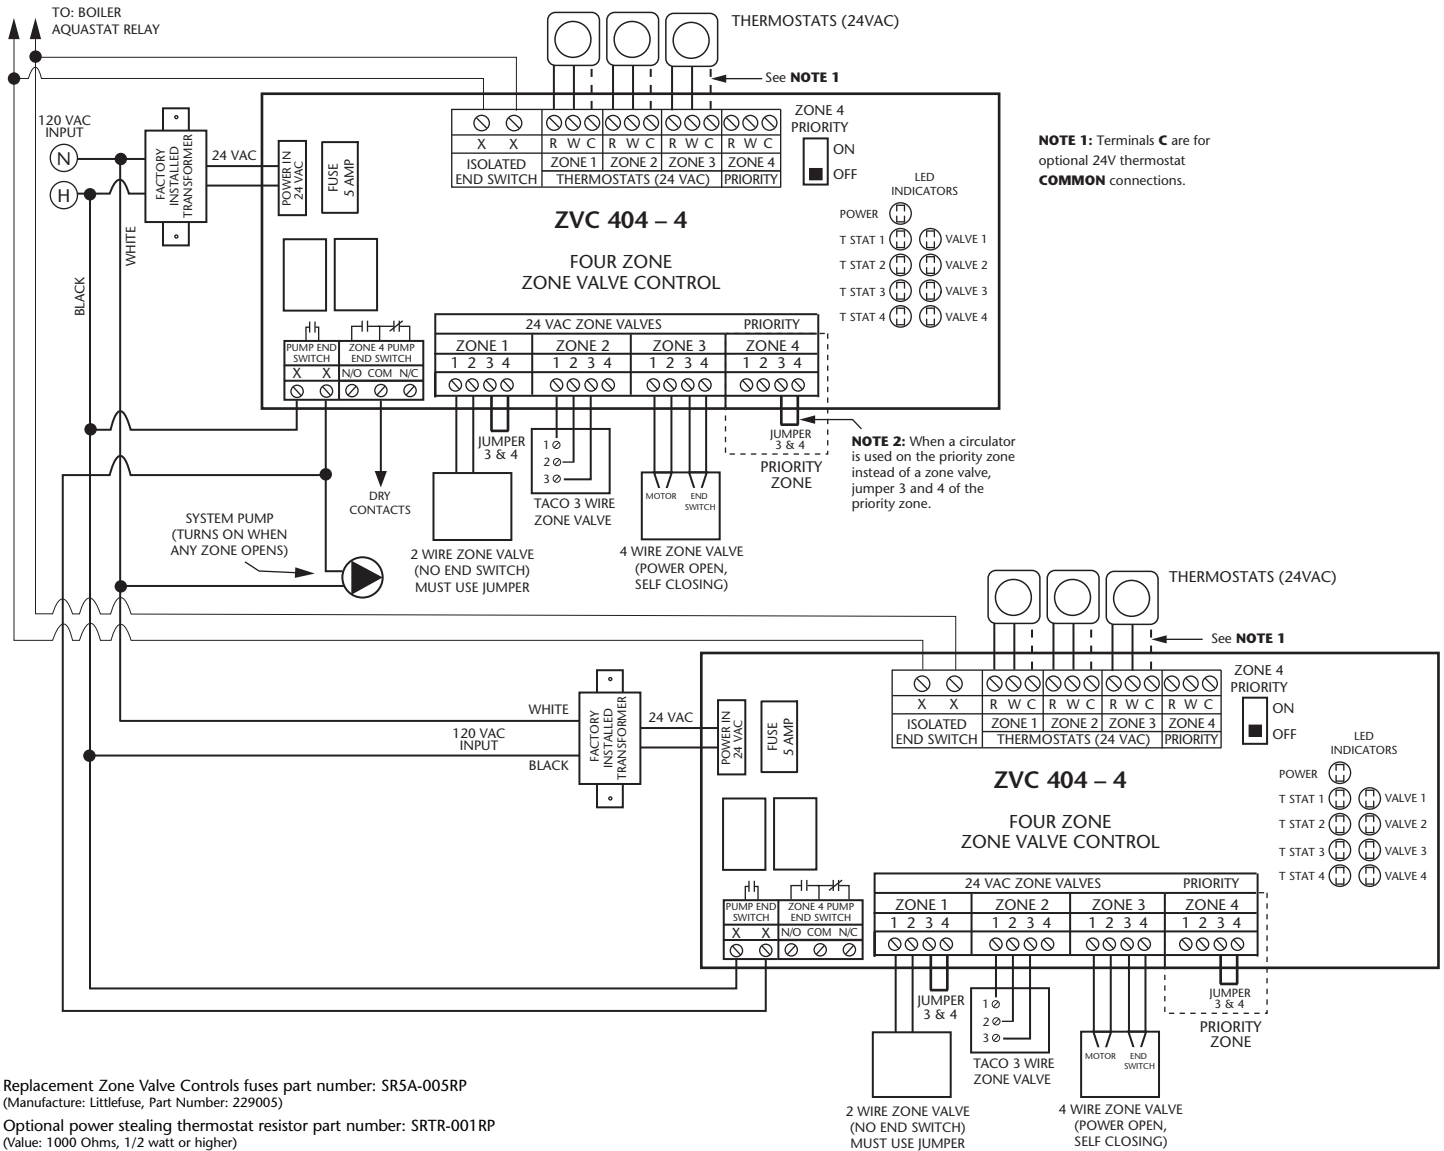 TO: BOILER
AQUASTAT RELAY
THERMOSTATS (24VAC)
See NOTE 1
120 VAC
INPUT
N
H
FACTORY
INSTALLED
TRANSFORMER
24 VAC
POWER IN
24 VAC
FUSE
5 AMP
WHITE
BLACK
X X
ISOLATED
END SWITCH
R W C R W C R W C R W C
ZONE 1 ZONE 2 ZONE 3 ZONE 4
THERMOSTATS (24 VAC) PRIORITY
ZONE 4
PRIORITY
ON
OFF
NOTE 1: Terminals C are for
optional 24V thermostat
COMMON connections.
LED
INDICATORS
POWER
T STAT 1 VALVE 1
T STAT 2 VALVE 2
T STAT 3 VALVE 3
T STAT 4 VALVE 4
ZVC 404 – 4
FOUR ZONE
ZONE VALVE CONTROL
PUMP END
SWITCH
X X
ZONE 4 PUMP
END SWITCH
N/O COM N/C
24 VAC ZONE VALVES PRIORITY
ZONE 1 ZONE 2 ZONE 3 ZONE 4
1 2 3 4 1 2 3 4 1 2 3 4 1 2 3 4
JUMPER
3 & 4
1
2
3
TACO 3 WIRE
ZONE VALVE
MOTOR
END
SWITCH
JUMPER
3 & 4
PRIORITY
ZONE
NOTE 2: When a circulator
is used on the priority zone
instead of a zone valve,
jumper 3 and 4 of the
priority zone.
DRY
CONTACTS
SYSTEM PUMP
(TURNS ON WHEN
ANY ZONE OPENS)
2 WIRE ZONE VALVE
(NO END SWITCH)
MUST USE JUMPER
4 WIRE ZONE VALVE
(POWER OPEN,
SELF CLOSING)
THERMOSTATS (24VAC)
See NOTE 1
WHITE
120 VAC
INPUT
BLACK
FACTORY
INSTALLED
TRANSFORMER
24 VAC
POWER IN
24 VAC
FUSE
5 AMP
X X
ISOLATED
END SWITCH
R W C R W C R W C R W C
ZONE 1 ZONE 2 ZONE 3 ZONE 4
THERMOSTATS (24 VAC) PRIORITY
ZONE 4
PRIORITY
ON
OFF
LED
INDICATORS
POWER
T STAT 1 VALVE 1
T STAT 2 VALVE 2
T STAT 3 VALVE 3
T STAT 4 VALVE 4
ZVC 404 – 4
FOUR ZONE
ZONE VALVE CONTROL
PUMP END
SWITCH
X X
ZONE 4 PUMP
END SWITCH
N/O COM N/C
24 VAC ZONE VALVES PRIORITY
ZONE 1 ZONE 2 ZONE 3 ZONE 4
1 2 3 4 1 2 3 4 1 2 3 4 1 2 3 4
JUMPER
3 & 4
1
2
3
TACO 3 WIRE
ZONE VALVE
MOTOR
END
SWITCH
JUMPER
3 & 4
PRIORITY
ZONE
2 WIRE ZONE VALVE
(NO END SWITCH)
MUST USE JUMPER
4 WIRE ZONE VALVE
(POWER OPEN,
SELF CLOSING)
Replacement Zone Valve Controls fuses part number: SR5A-005RP
(Manufacture: Littlefuse, Part Number: 229005)
Optional power stealing thermostat resistor part number: SRTR-001RP
(Value: 1000 Ohms, 1/2 watt or higher)